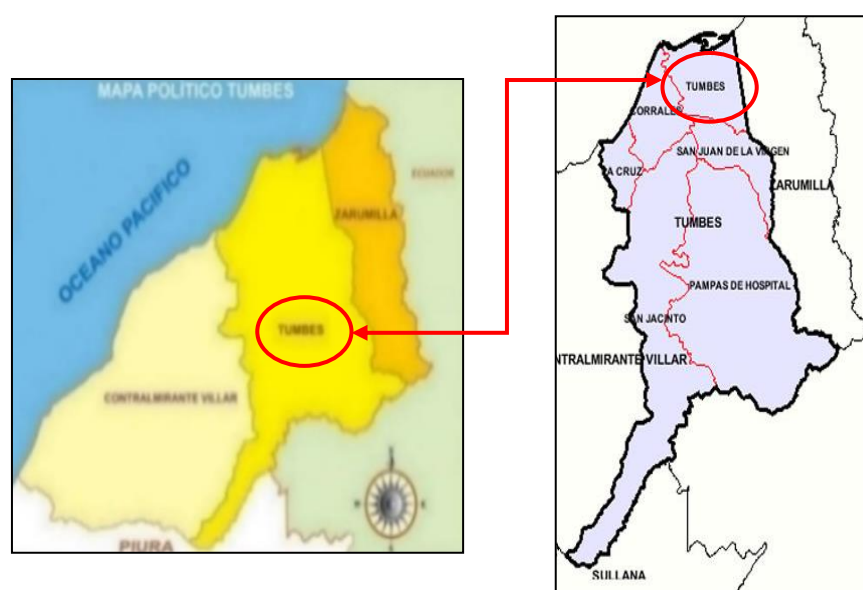 MAPA POLÍTICO TUMBES
ECUADOR
ZARUMILLA
OCEANO PACIFICO
TUMBES
CONTRALMIRANTE VILLAR
PIURA
TUMBES
CORRALES
SAN JUAN DE LA VIRGEN
A CRUZ
ZARUMILLA
TUMBES
PAMPAS DE HOSPITAL
SAN JACINTO
NTRALMIRANTE VILLAR
SULLANA